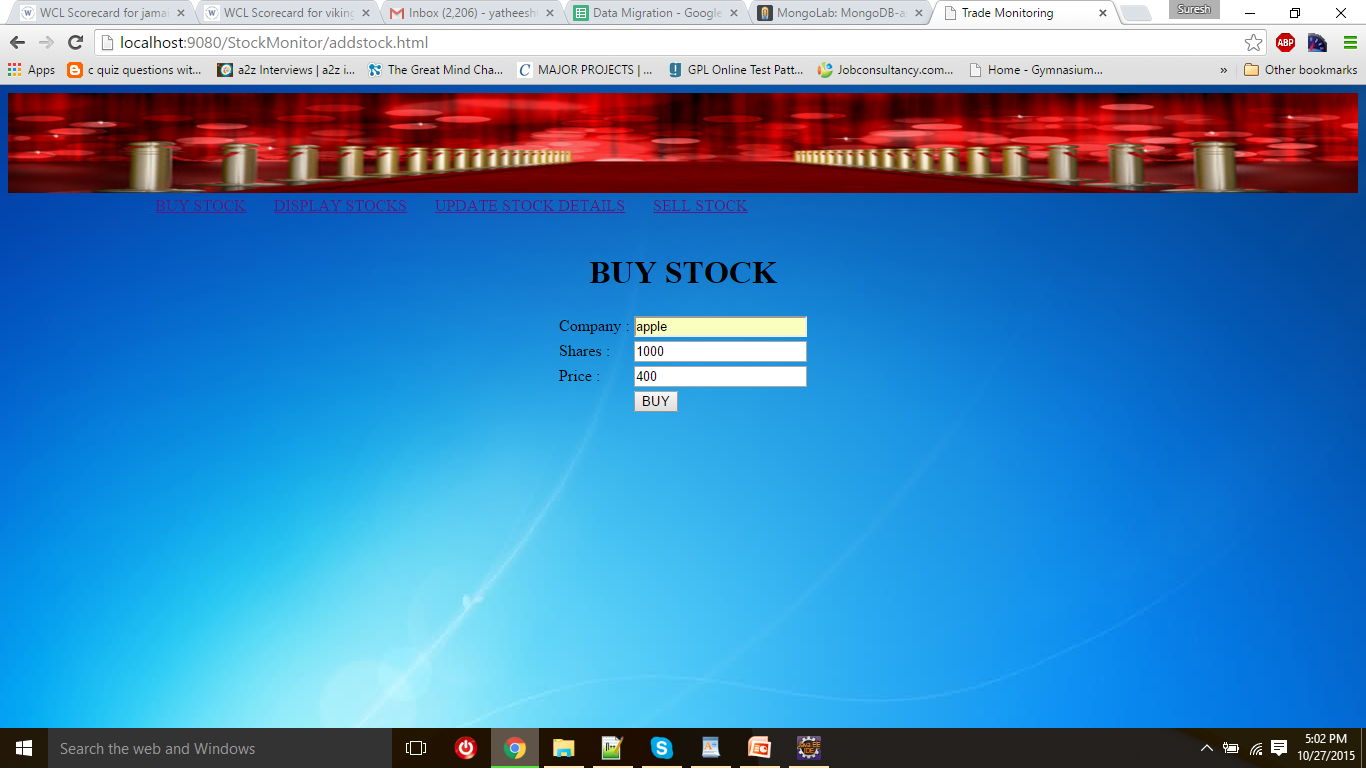 WCL Scorecard for jamai
WCL Scorecard for viking
Inbox (2,206) - yatheesh
Data Migration - Google
MongoLab: MongoDB-as
Trade Monitoring
Suresh
localhost:9080/StockMonitor/addstock.html
ABP
Apps
c quiz questions wit...
a2z Interviews | a2z i...
The Great Mind Cha...
MAJOR PROJECTS | ...
GPL Online Test Patt...
Jobconsultancy.com...
Home - Gymnasium...
»
Other bookmarks
BUY STOCK DISPLAY STOCKS UPDATE STOCK DETAILS SELL STOCK
BUY STOCK
Company : apple
Shares : 1000
Price : 400
BUY
Search the web and Windows
5:02 PM
10/27/2015